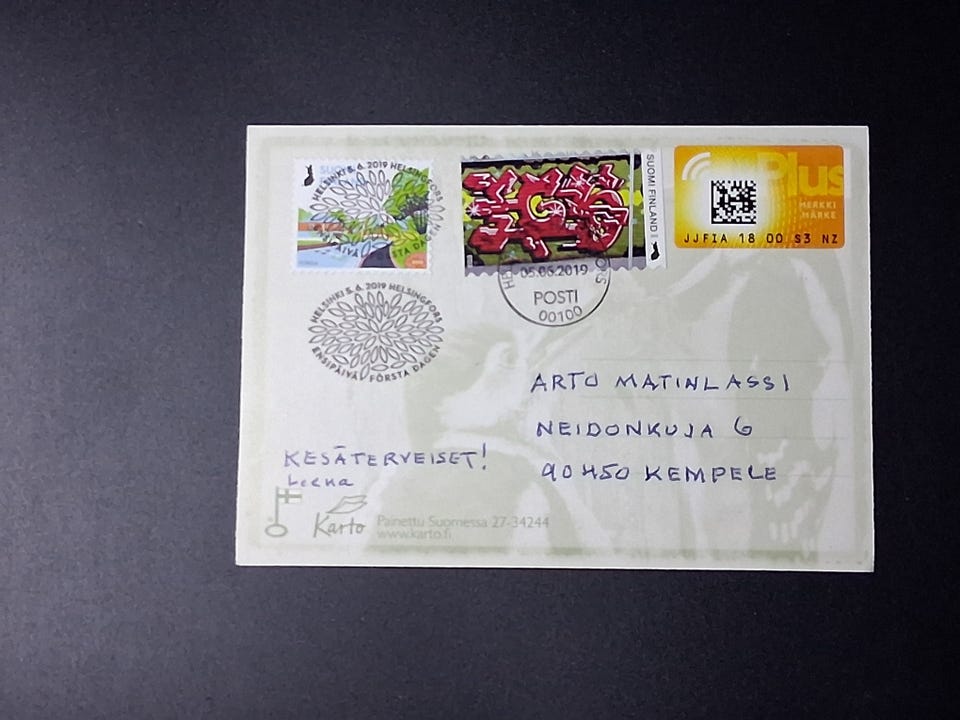 HELSINKI 5. 6. 2019 HELSINGFORS
ENSIPÄIVÄ FÖRSTA DAGEN
SUOMI FINLAND I
05.06.2019
POSTI
00100
Plus
MERKKI
MÄRKE
JJFIA 18 00 S3 NZ
HELSINKI 5. 6. 2019 HELSINGFORS
ENSIPÄIVÄ FÖRSTA DAGEN
ARTO MATINLASSI
NEIDONKUJA 6
90450 KEMPELE
KESÄTERVEISET!
Leena
Karto
Painettu Suomessa 27-34244
www.karto.fi